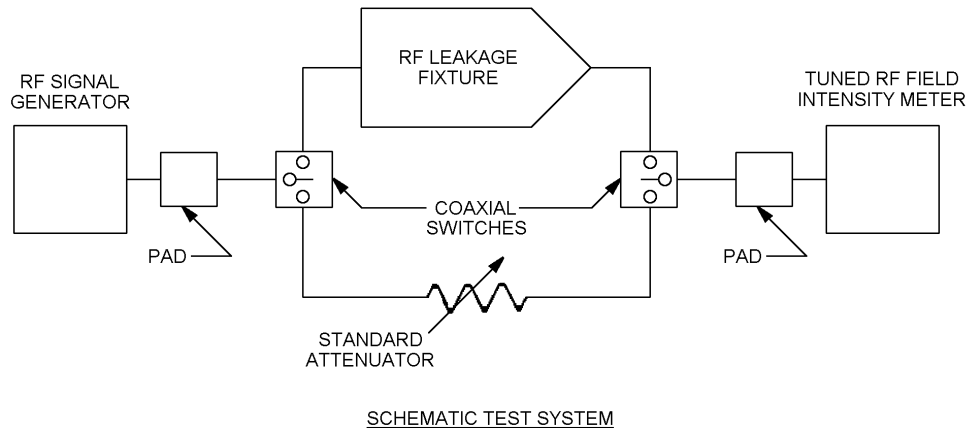 RF LEAKAGE
FIXTURE
RF SIGNAL
GENERATOR
TUNED RF FIELD
INTENSITY METER
COAXIAL
SWITCHES
PAD
PAD
STANDARD
ATTENUATOR
SCHEMATIC TEST SYSTEM